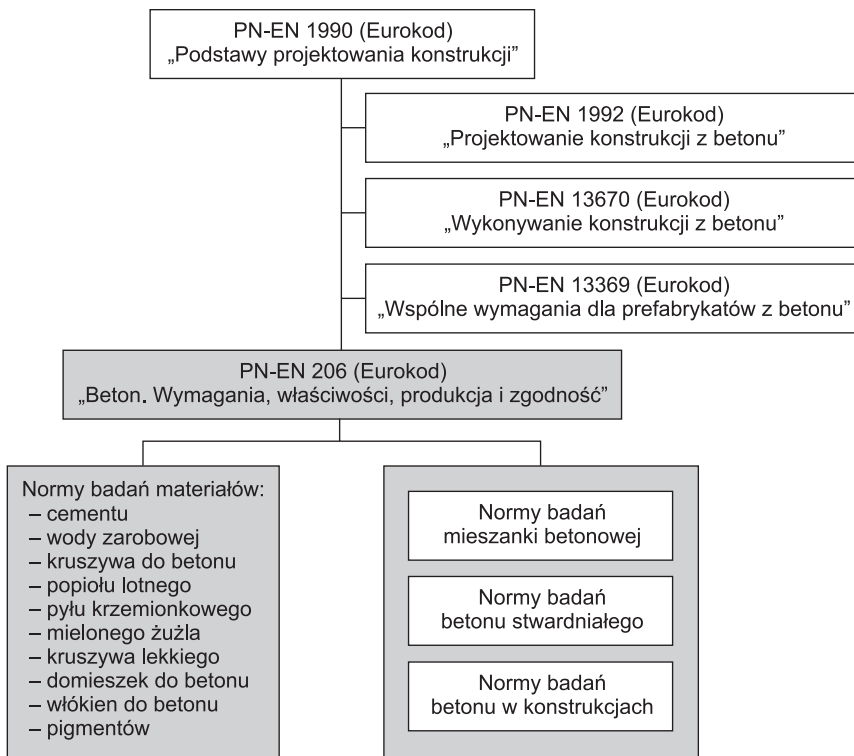 PN-EN 1990 (Eurokod)
„Podstawy projektowania konstrukcji”
PN-EN 1992 (Eurokod)
„Projektowanie konstrukcji z betonu”
PN-EN 13670 (Eurokod)
„Wykonywanie konstrukcji z betonu”
PN-EN 13369 (Eurokod)
„Wspólne wymagania dla prefabrykatów z betonu”
PN-EN 206 (Eurokod)
„Beton. Wymagania, właściwości, produkcja i zgodność”
Normy badań materiałów:
– cementu
– wody zarobowej
– kruszywa do betonu
– popiołu lotnego
– pyłu krzemionkowego
– mielonego żużla
– kruszywa lekkiego
– domieszek do betonu
– włókien do betonu
– pigmentów
Normy badań
mieszanki betonowej
Normy badań
betonu stwardniałego
Normy badań
betonu w konstrukcjach